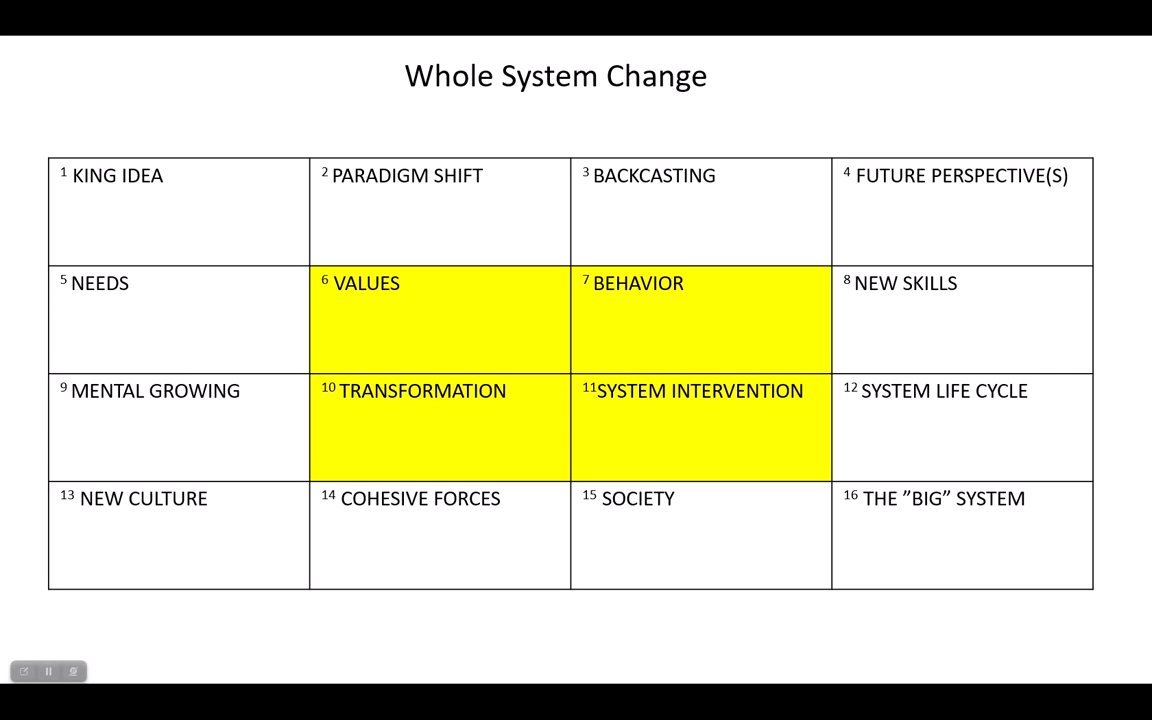 Whole System Change
1 KING IDEA
2 PARADIGM SHIFT
3 BACKCASTING
4 FUTURE PERSPECTIVE(S)
5 NEEDS
6 VALUES
7 BEHAVIOR
8 NEW SKILLS
9 MENTAL GROWING
10 TRANSFORMATION
11SYSTEM INTERVENTION
12 SYSTEM LIFE CYCLE
13 NEW CULTURE
14 COHESIVE FORCES
15 SOCIETY
16 THE ”BIG” SYSTEM